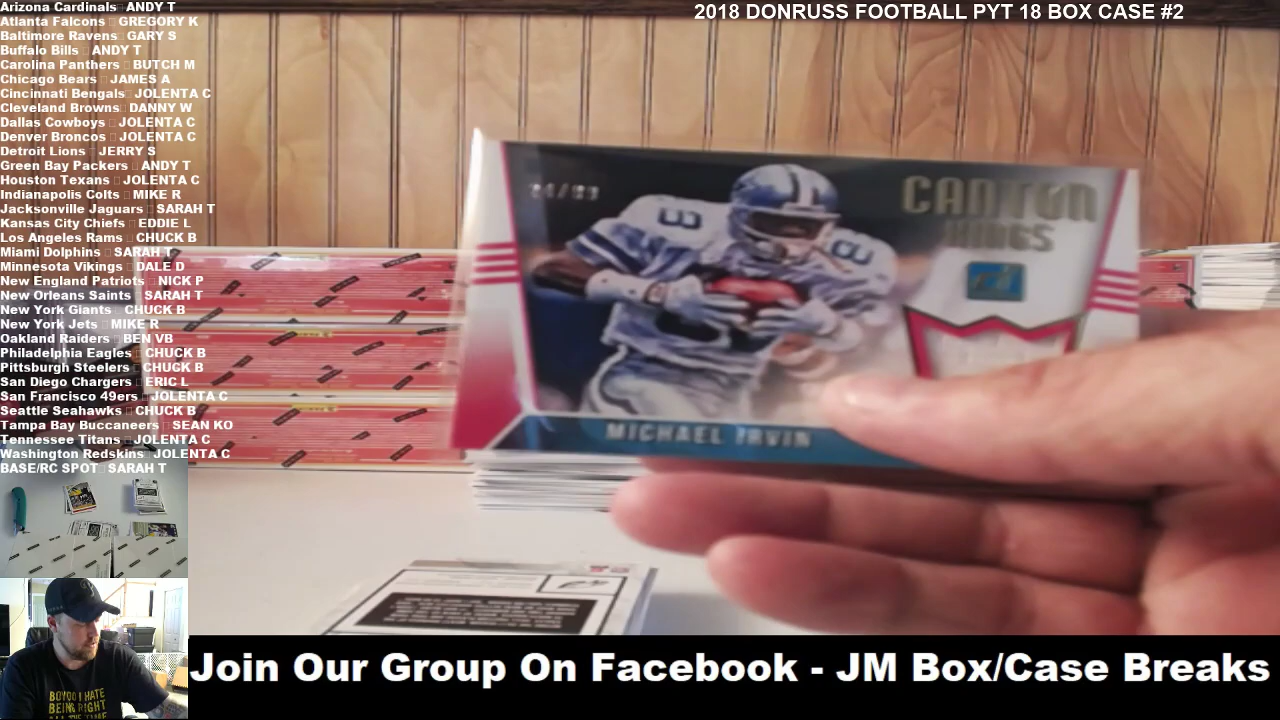 2018 DONRUSS FOOTBALL PYT 18 BOX CASE #2
Arizona Cardinals ANDY T
Atlanta Falcons GREGORY K
Baltimore Ravens GARY S
Buffalo Bills ANDY T
Carolina Panthers BUTCH M
Chicago Bears JAMES A
Cincinnati Bengals JOLENTA C
Cleveland Browns DANNY W
Dallas Cowboys JOLENTA C
Denver Broncos JOLENTA C
Detroit Lions JERRY S
Green Bay Packers ANDY T
Houston Texans JOLENTA C
Indianapolis Colts MIKE R
Jacksonville Jaguars SARAH T
Kansas City Chiefs EDDIE L
Los Angeles Rams CHUCK B
Miami Dolphins SARAH T
Minnesota Vikings DALE D
New England Patriots NICK P
New Orleans Saints SARAH T
New York Giants CHUCK B
New York Jets MIKE R
Oakland Raiders BEN VB
Philadelphia Eagles CHUCK B
Pittsburgh Steelers CHUCK B
San Diego Chargers ERIC L
San Francisco 49ers JOLENTA C
Seattle Seahawks CHUCK B
Tampa Bay Buccaneers SEAN KO
Tennessee Titans JOLENTA C
Washington Redskins JOLENTA C
BASE/RC SPOT SARAH T
CANTON
KINGS
MICHAEL IRVIN
BEING RIGHT
ALL THE TIME
Join Our Group On Facebook - JM Box/Case Breaks